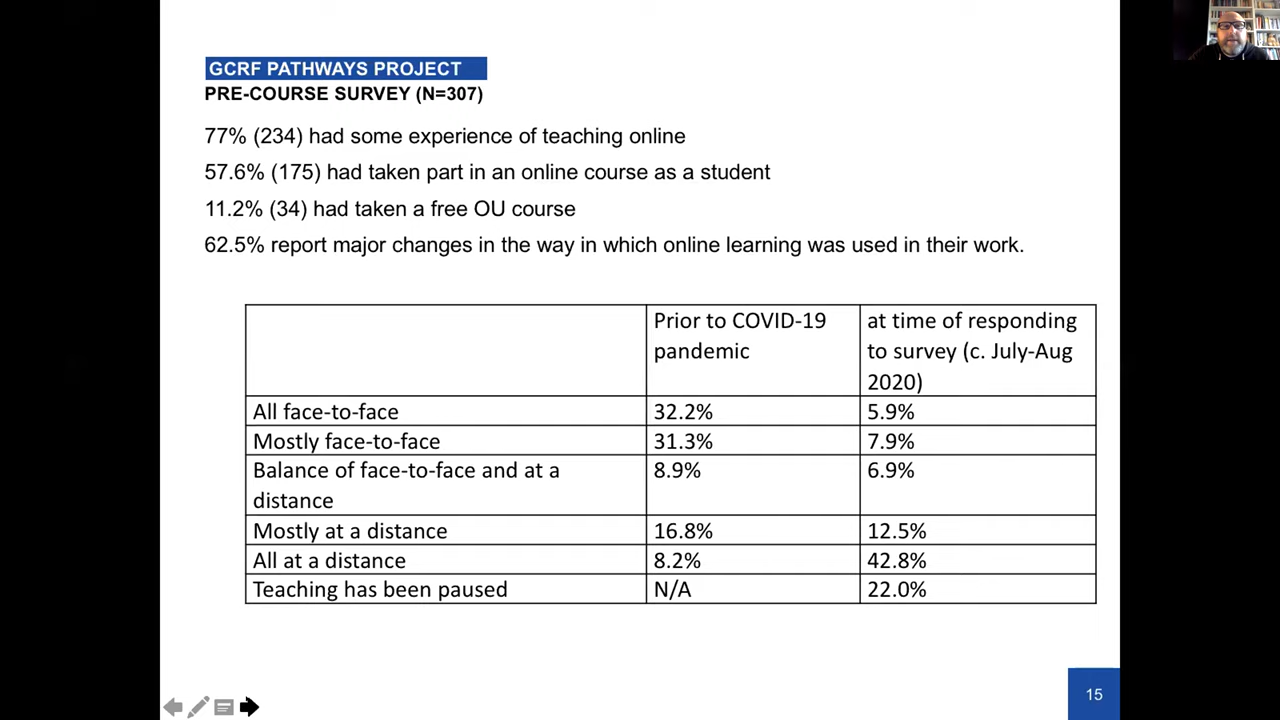 GCRF PATHWAYS PROJECT
PRE-COURSE SURVEY (N=307)
77% (234) had some experience of teaching online
57.6% (175) had taken part in an online course as a student
11.2% (34) had taken a free OU course
62.5% report major changes in the way in which online learning was used in their work.
Prior to COVID-19 pandemic
at time of responding to survey (c. July-Aug 2020)
All face-to-face 32.2% 5.9%
Mostly face-to-face 31.3% 7.9%
Balance of face-to-face and at a distance 8.9% 6.9%
Mostly at a distance 16.8% 12.5%
All at a distance 8.2% 42.8%
Teaching has been paused N/A 22.0%
15